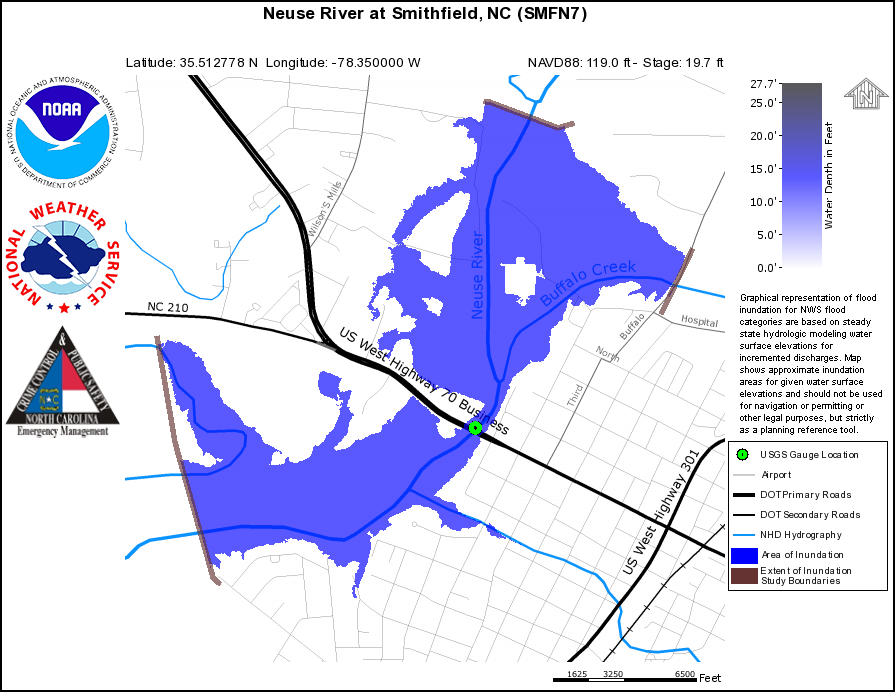 Neuse River at Smithfield, NC (SMFN7)
Latitude: 35.512778 N  Longitude: -78.350000 W
NAVD88: 119.0 ft - Stage: 19.7 ft
NATIONAL OCEANIC AND ATMOSPHERIC ADMINISTRATION
NOAA
U.S. DEPARTMENT OF COMMERCE
NATIONAL WEATHER SERVICE
CRIME CONTROL & PUBLIC SAFETY
N C
NORTH CAROLINA
Emergency Management
Wilson'S Mills
NC 210
US West Highway 70 Business
Neuse River
Buffalo Creek
Buffalo
North
Third
Hospital
US West Highway 301
27.7'
25.0'
20.0'
15.0'
10.0'
5.0'
0.0'
Water Depth in Feet
N
Graphical representation of flood
inundation for NWS flood
categories are based on steady
state hydrologic modeling water
surface elevations for
incremented discharges. Map
shows approximate inundation
areas for given water surface
elevations and should not be used
for navigation or permitting or
other legal purposes, but strictly
as a planning reference tool.
USGS Gauge Location
Airport
DOT Primary Roads
DOT Secondary Roads
NHD Hydrography
Area of Inundation
Extent of Inundation
Study Boundaries
1625 3250 6500 Feet